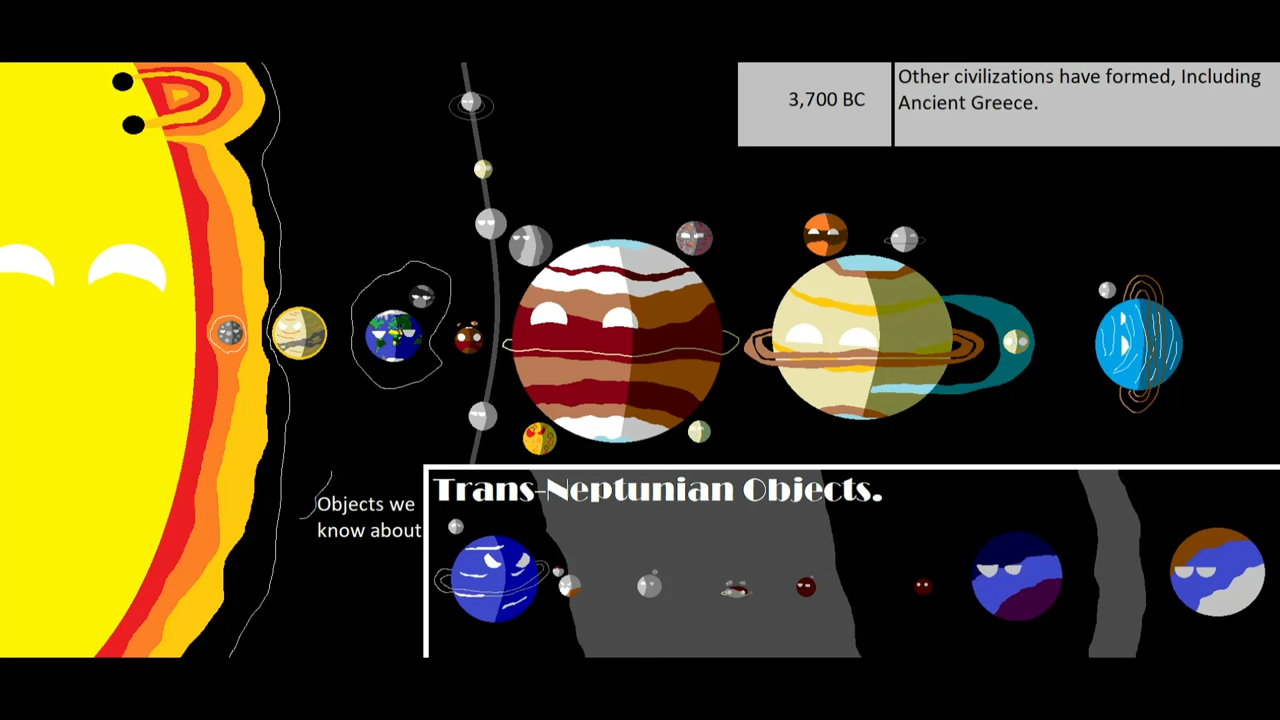 3,700 BC
Other civilizations have formed, Including
Ancient Greece.
Objects we
know about
Trans-Neptunian Objects.